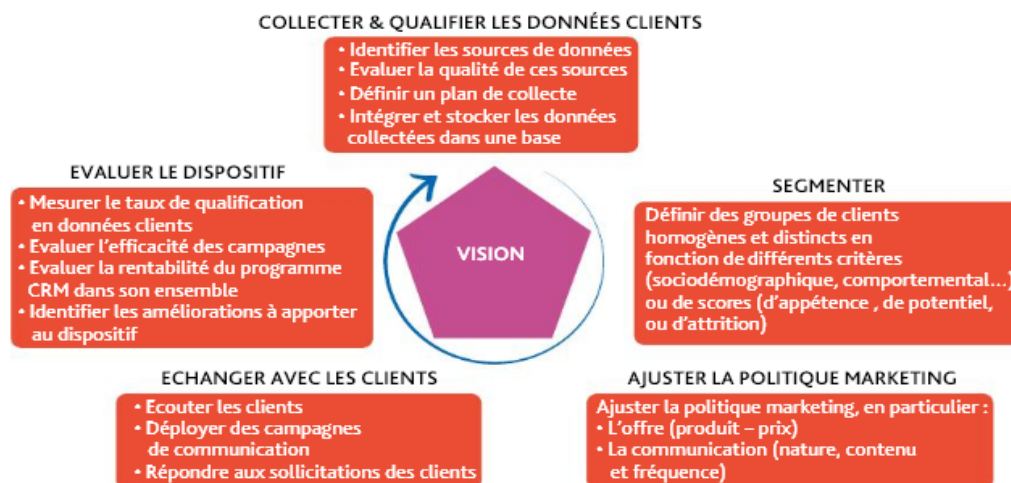 COLLECTER & QUALIFIER LES DONNÉES CLIENTS
• Identifier les sources de données
• Evaluer la qualité de ces sources
• Définir un plan de collecte
• Intégrer et stocker les données
collectées dans une base
EVALUER LE DISPOSITIF
• Mesurer le taux de qualification
en données clients
• Evaluer l'efficacité des campagnes
• Evaluer la rentabilité du programme
CRM dans son ensemble
• Identifier les améliorations à apporter
au dispositif
VISION
SEGMENTER
Définir des groupes de clients
homogènes et distincts en
fonction de différents critères
(sociodémographique, comportemental...)
ou de scores (d'appétence , de potentiel,
ou d'attrition)
ECHANGER AVEC LES CLIENTS
• Ecouter les clients
• Déployer des campagnes
de communication
• Répondre aux sollicitations des clients
AJUSTER LA POLITIQUE MARKETING
Ajuster la politique marketing, en particulier :
• L'offre (produit – prix)
• La communication (nature, contenu
et fréquence)